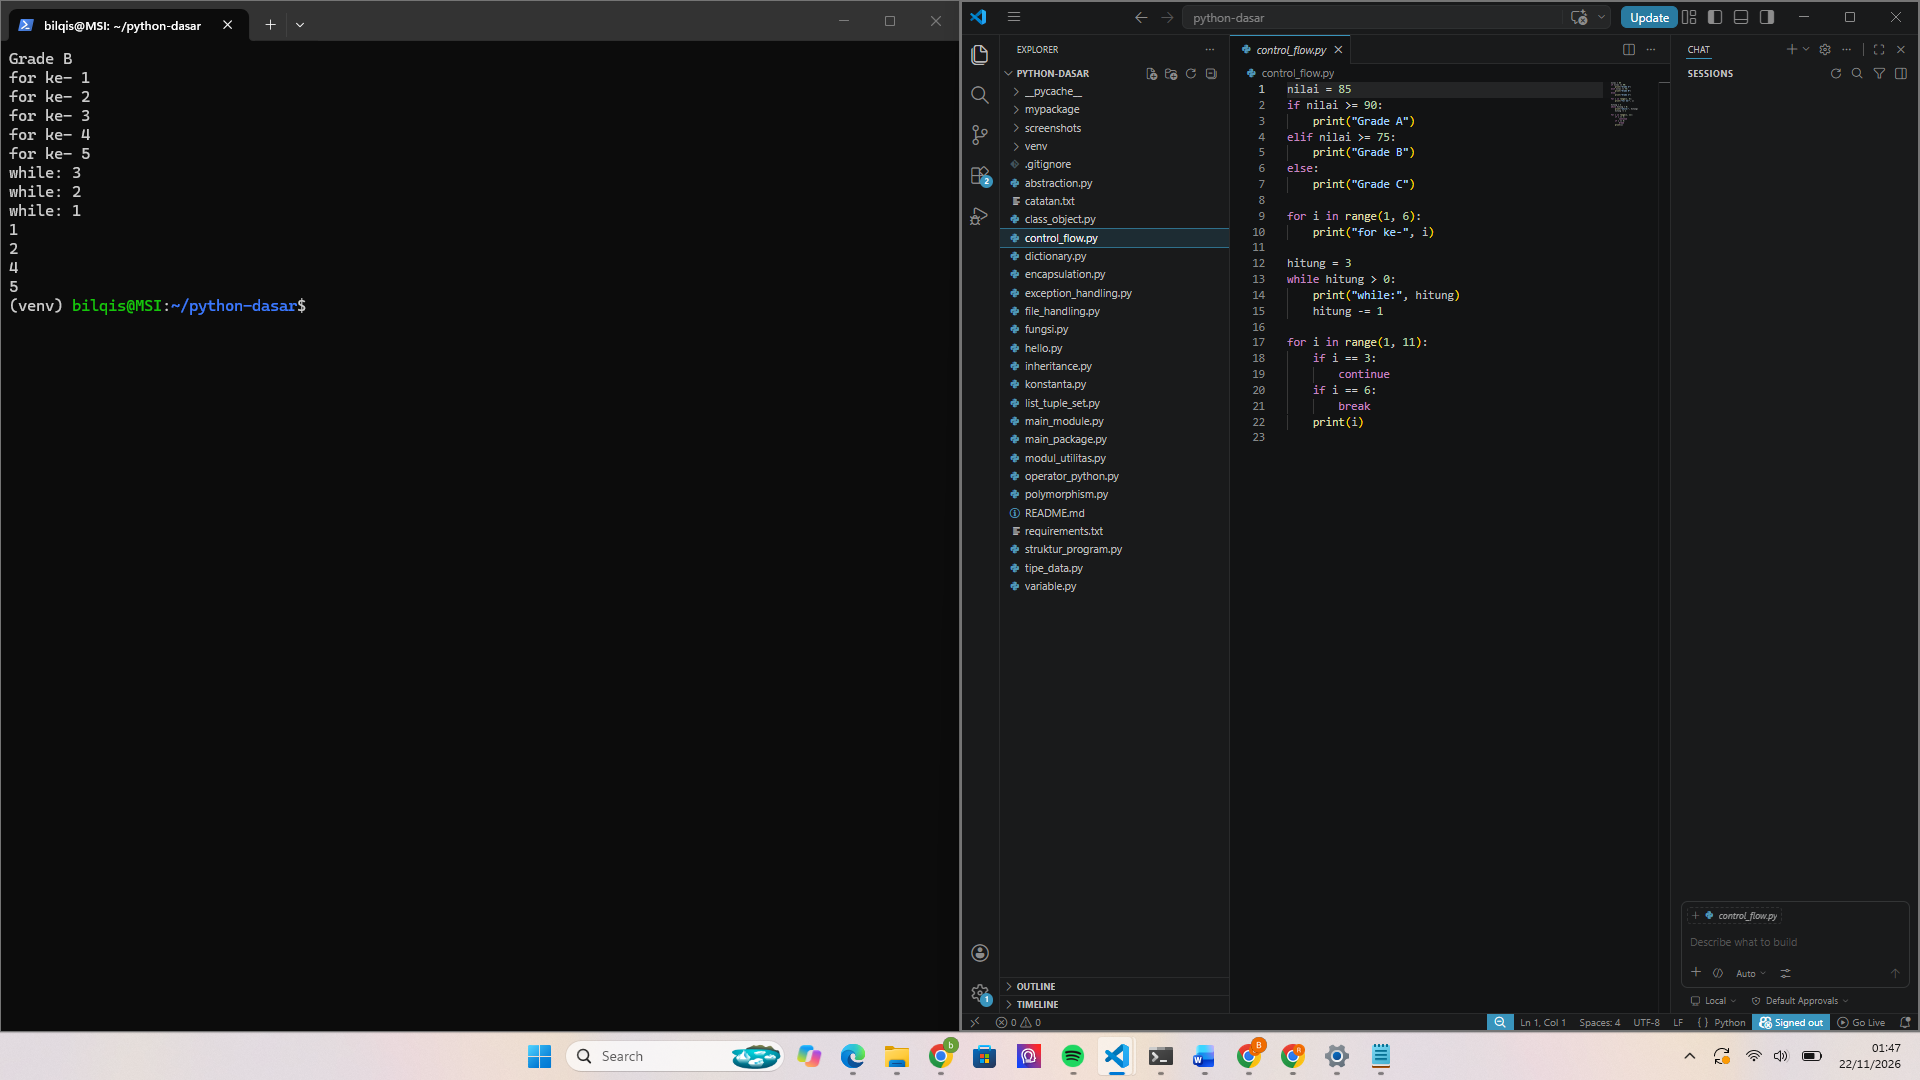 bilqis@MSI: ~/python-dasar
Grade B
for ke- 1
for ke- 2
for ke- 3
for ke- 4
for ke- 5
while: 3
while: 2
while: 1
1
2
4
5
(venv) bilqis@MSI:~/python-dasar$
python-dasar
Update
EXPLORER
PYTHON-DASAR
__pycache__
mypackage
screenshots
venv
.gitignore
abstraction.py
catatan.txt
class_object.py
control_flow.py
dictionary.py
encapsulation.py
exception_handling.py
file_handling.py
fungsi.py
hello.py
inheritance.py
konstanta.py
list_tuple_set.py
main_module.py
main_package.py
modul_utilitas.py
operator_python.py
polymorphism.py
README.md
requirements.txt
struktur_program.py
tipe_data.py
variable.py
OUTLINE
TIMELINE
2
1
control_flow.py
control_flow.py
1 nilai = 85
2 if nilai >= 90:
3     print("Grade A")
4 elif nilai >= 75:
5     print("Grade B")
6 else:
7     print("Grade C")
8
9 for i in range(1, 6):
10     print("for ke-", i)
11
12 hitung = 3
13 while hitung > 0:
14     print("while:", hitung)
15     hitung -= 1
16
17 for i in range(1, 11):
18     if i == 3:
19         continue
20     if i == 6:
21         break
22     print(i)
23
CHAT
SESSIONS
control_flow.py
Describe what to build
Auto
Local Default Approvals
0 0
Ln 1, Col 1 Spaces: 4 UTF-8 LF { } Python Signed out Go Live
Search
01:47
22/11/2026